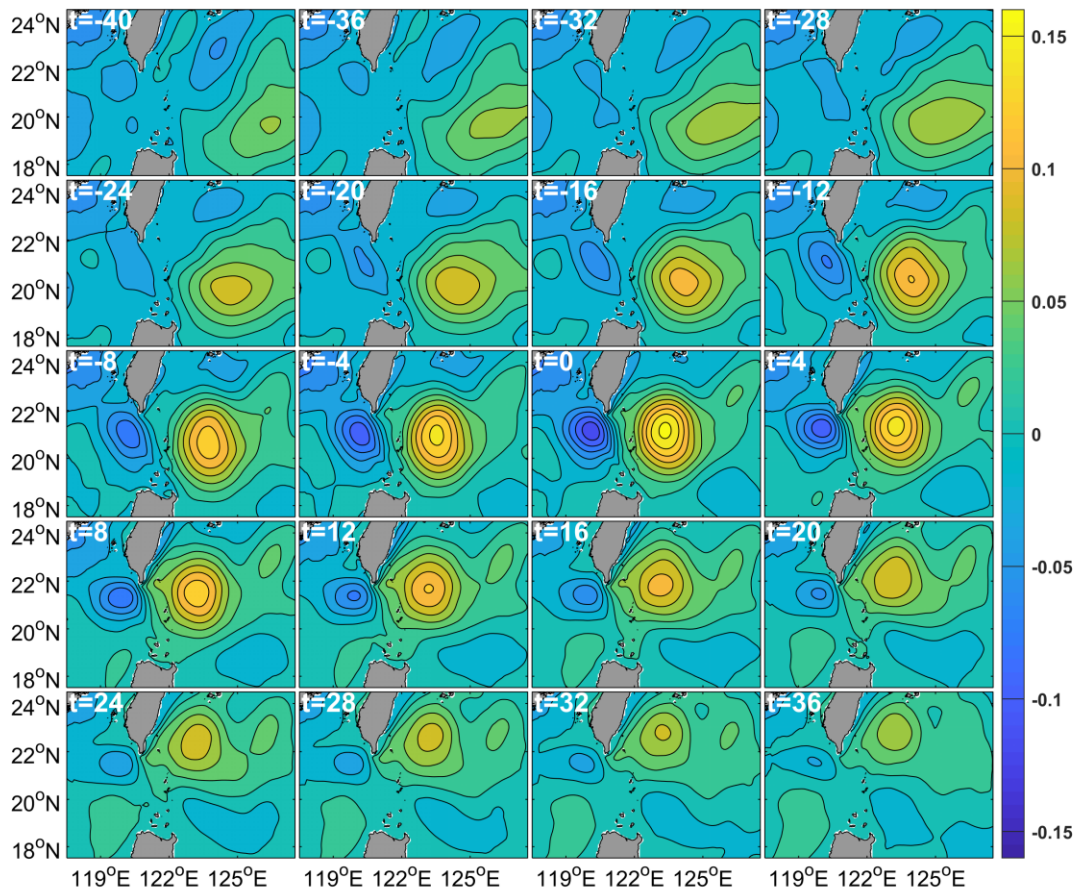 t=-40 t=-36 t=-32 t=-28
24°N
22°N
20°N
18°N
t=-24 t=-20 t=-16 t=-12
24°N
22°N
20°N
18°N
t=-8 t=-4 t=0 t=4
24°N
22°N
20°N
18°N
t=8 t=12 t=16 t=20
24°N
22°N
20°N
18°N
t=24 t=28 t=32 t=36
24°N
22°N
20°N
18°N
119°E 122°E 125°E 119°E 122°E 125°E 119°E 122°E 125°E 119°E 122°E 125°E
0.15
0.1
0.05
0
-0.05
-0.1
-0.15